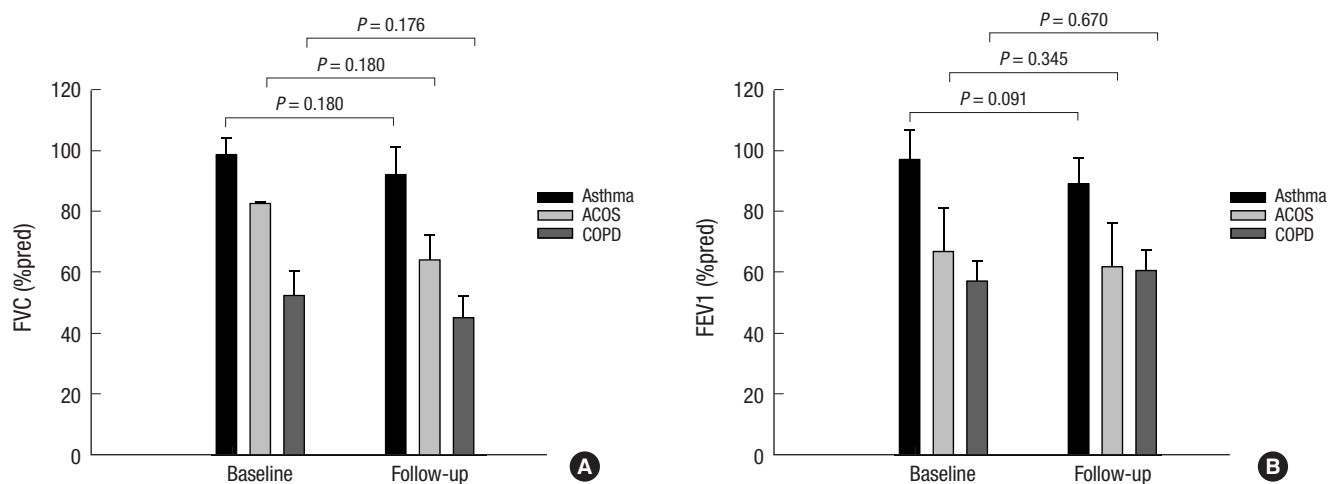 P = 0.176
P = 0.180
P = 0.180
120
100
80
60
40
20
0
FVC (%pred)
Baseline
Follow-up
Asthma
ACOS
COPD
A
P = 0.670
P = 0.345
P = 0.091
120
100
80
60
40
20
0
FEV1 (%pred)
Baseline
Follow-up
Asthma
ACOS
COPD
B